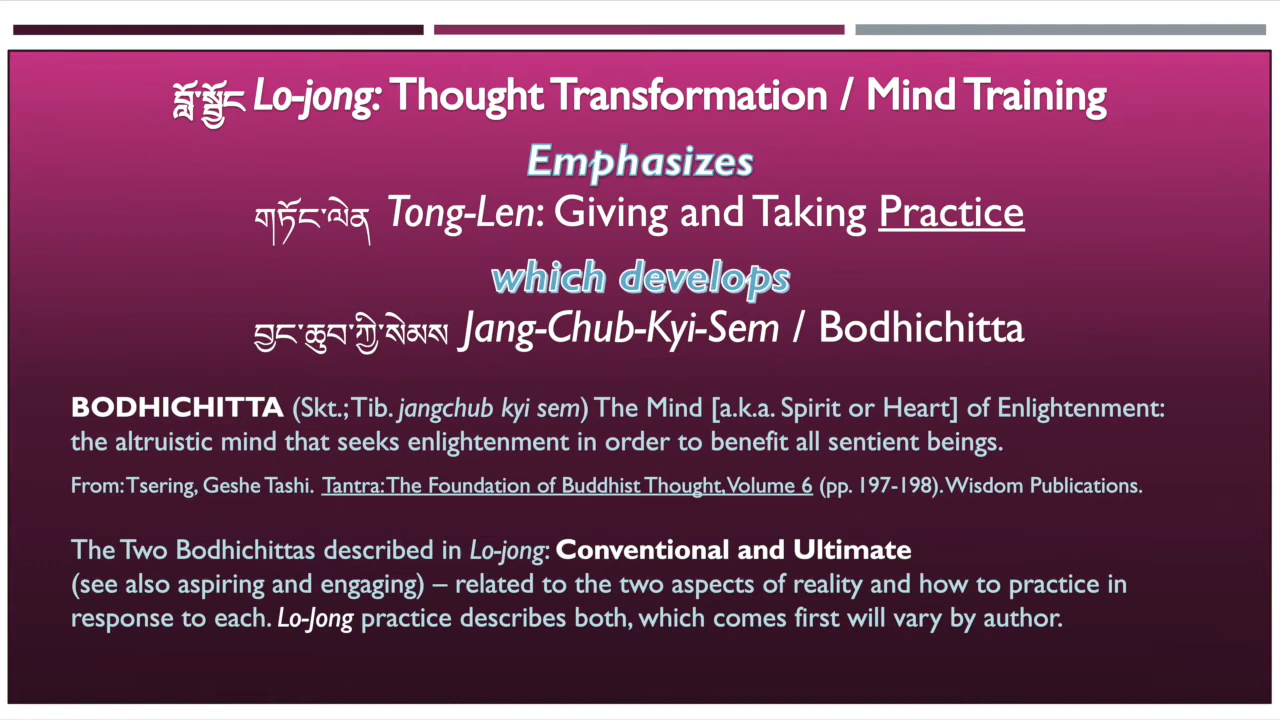 བློ་སྦྱོང Lo-jong: Thought Transformation / Mind Training
Emphasizes
གཏོང་ལེན Tong-Len: Giving and Taking Practice
which develops
བྱང་ཆུབ་ཀྱི་སེམས Jang-Chub-Kyi-Sem / Bodhichitta
BODHICHITTA (Skt.; Tib. jangchub kyi sem) The Mind [a.k.a. Spirit or Heart] of Enlightenment:
the altruistic mind that seeks enlightenment in order to benefit all sentient beings.
From: Tsering, Geshe Tashi. Tantra: The Foundation of Buddhist Thought, Volume 6 (pp. 197-198). Wisdom Publications.
The Two Bodhichittas described in Lo-jong: Conventional and Ultimate
(see also aspiring and engaging) – related to the two aspects of reality and how to practice in
response to each. Lo-Jong practice describes both, which comes first will vary by author.